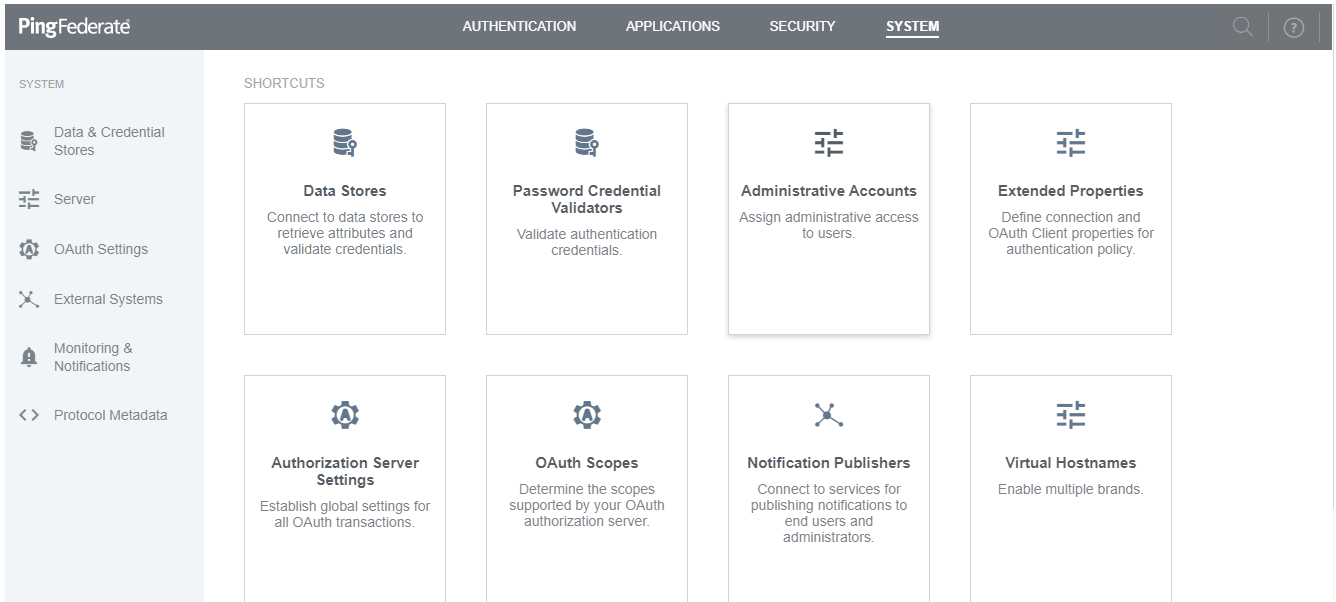 PingFederate
AUTHENTICATION
APPLICATIONS
SECURITY
SYSTEM
?
SYSTEM
Data & Credential
Stores
Server
OAuth Settings
External Systems
Monitoring &
Notifications
Protocol Metadata
SHORTCUTS
Data Stores
Connect to data stores to
retrieve attributes and
validate credentials.
Password Credential
Validators
Validate authentication
credentials.
Administrative Accounts
Assign administrative access
to users.
Extended Properties
Define connection and
OAuth Client properties for
authentication policy.
Authorization Server
Settings
Establish global settings for
all OAuth transactions.
OAuth Scopes
Determine the scopes
supported by your OAuth
authorization server.
Notification Publishers
Connect to services for
publishing notifications to
end users and
administrators.
Virtual Hostnames
Enable multiple brands.